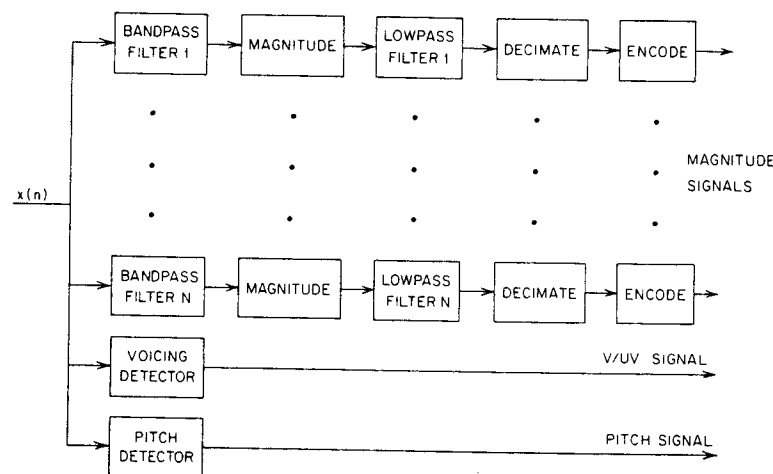 BANDPASS
FILTER 1
MAGNITUDE
LOWPASS
FILTER 1
DECIMATE
ENCODE
MAGNITUDE
SIGNALS
x(n)
BANDPASS
FILTER N
MAGNITUDE
LOWPASS
FILTER N
DECIMATE
ENCODE
VOICING
DETECTOR
V/UV SIGNAL
PITCH
DETECTOR
PITCH SIGNAL